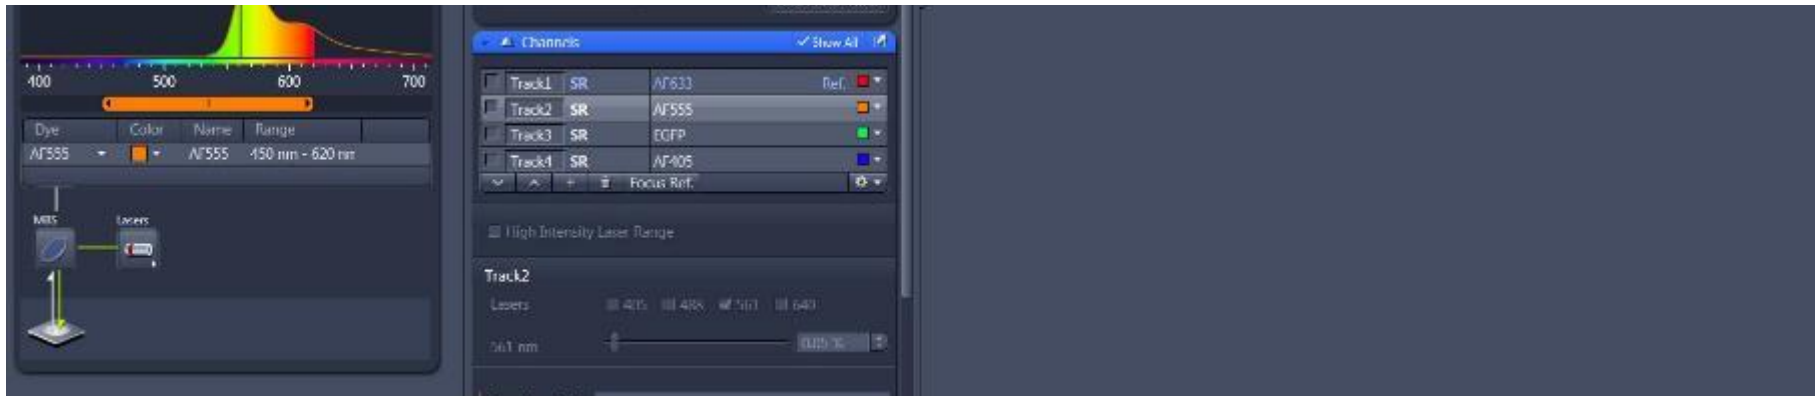 Channels
Show All
400 500 600 700
Track1 SR AF633 Ref.
Track2 SR AF555
Track3 SR EGFP
Track4 SR AF405
Focus Ref.
Dye Color Name Range
AF555 AF555 450 nm - 620 nm
MBS Lasers
High Intensity Laser Range
Track2
Lasers 405 488 561 640
561 nm